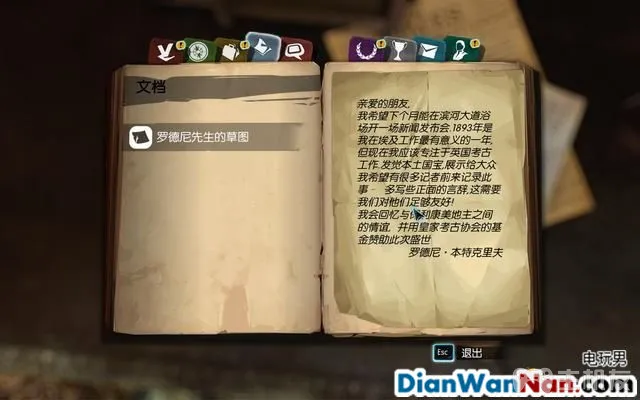 文档
罗德尼先生的草图
亲爱的朋友,
我希望下个月能在滨河大道浴
场开一场新闻发布会.1893年是
我在埃及工作最有意义的一年,
但现在我应该专注于英国考古
工作,发觉本土国宝,展示给大众
我希望有很多记者前来记录此
事- 多写些正面的言辞,这需要
我们对他们足够友好!
我会回忆与你和康美地主之间
的情谊, 并用皇家考古协会的基
金赞助此次盛世
罗德尼·本特克里夫
Esc 退出
电玩男
DianWanNan.com